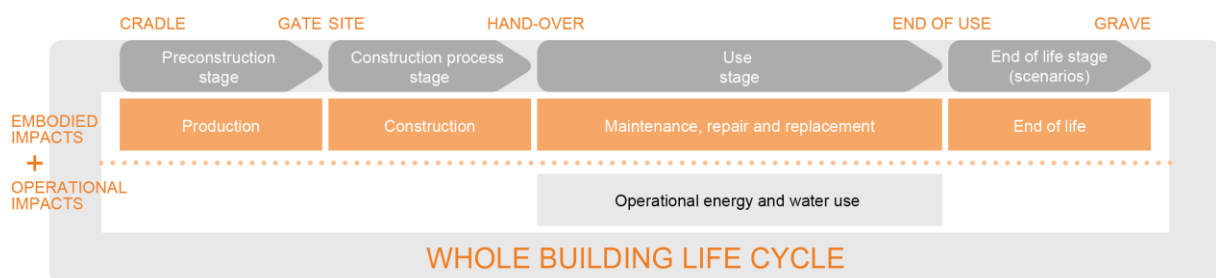 CRADLE
GATE SITE
HAND-OVER
END OF USE
GRAVE
Preconstruction
stage
Construction process
stage
Use
stage
End of life stage
(scenarios)
EMBODIED
IMPACTS
Production
Construction
Maintenance, repair and replacement
End of life
+
OPERATIONAL
IMPACTS
Operational energy and water use
WHOLE BUILDING LIFE CYCLE